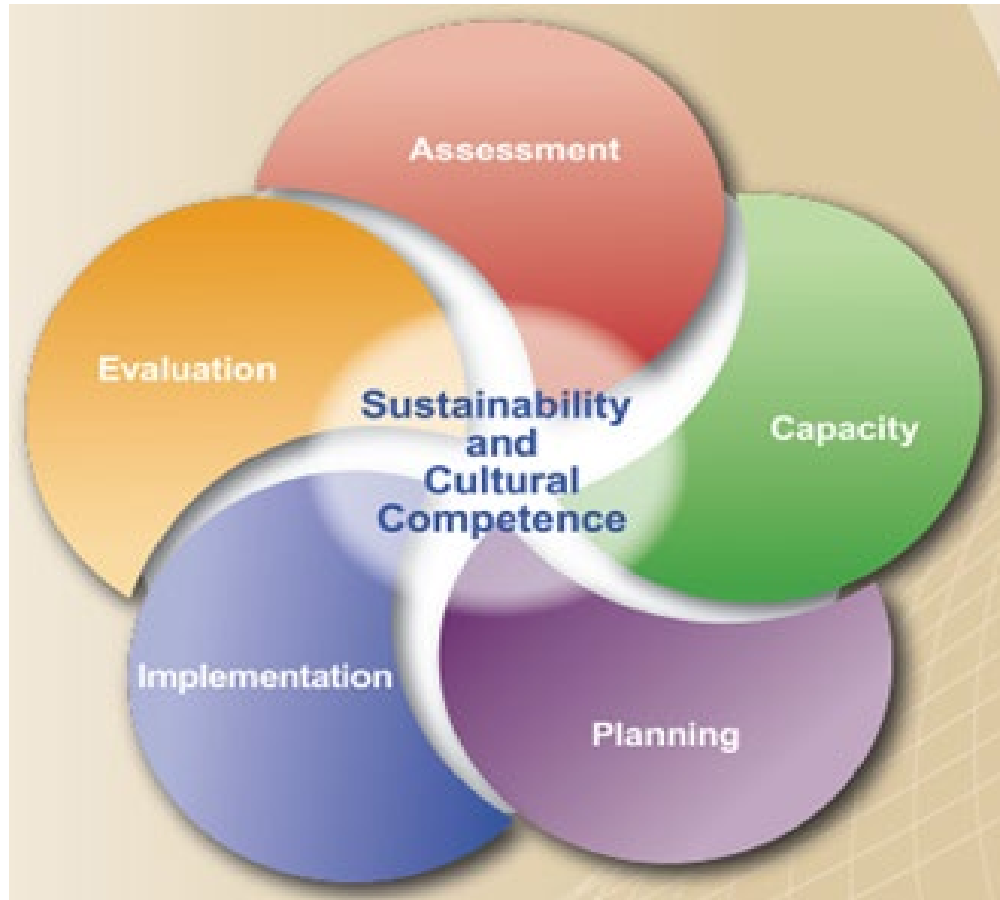 Assessment
Evaluation
Capacity
Sustainability
and
Cultural
Competence
Implementation
Planning